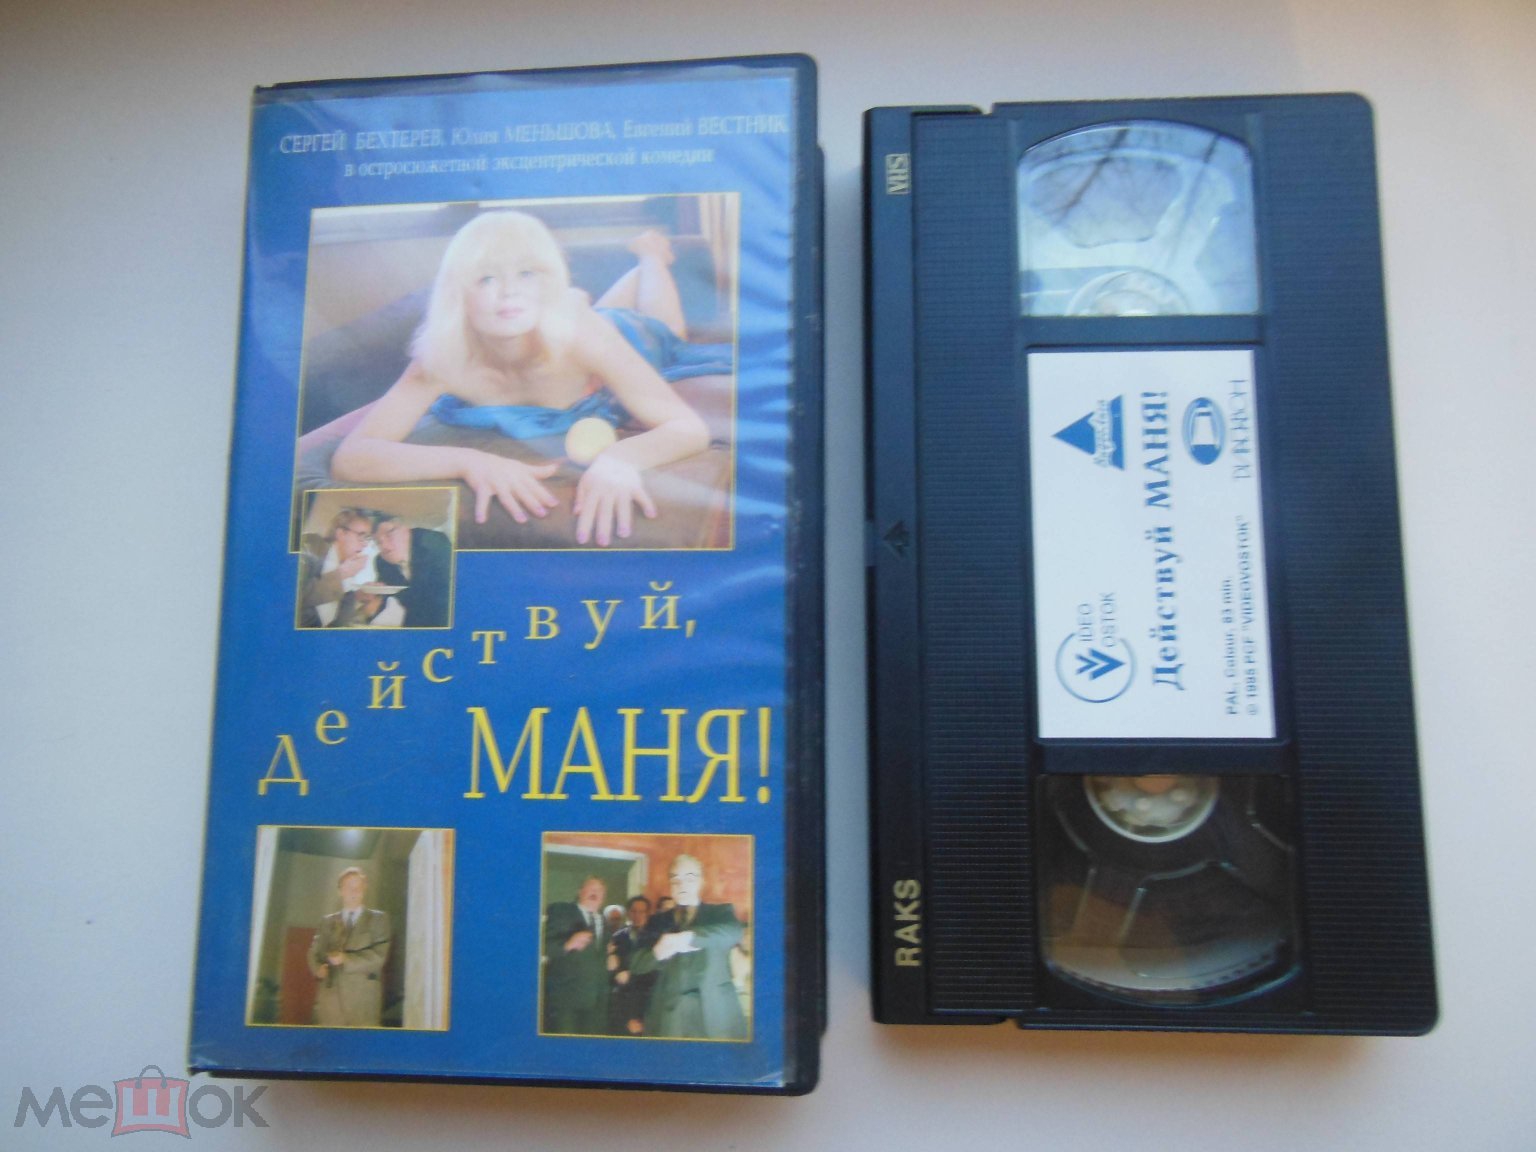 СЕРГЕЙ БЕХТЕРЕВ, Юлия МЕНЬШОВА, Евгений ВЕСТНИК
в остросюжетной эксцентрической комедии
Действуй,
МАНЯ!
VHS
RAKS
VIDEO
VOSTOK
Действуй МАНЯ!
PAL, Colour, 83 min.
© 1995 PCF "VIDEOVOSTOK"
мешок